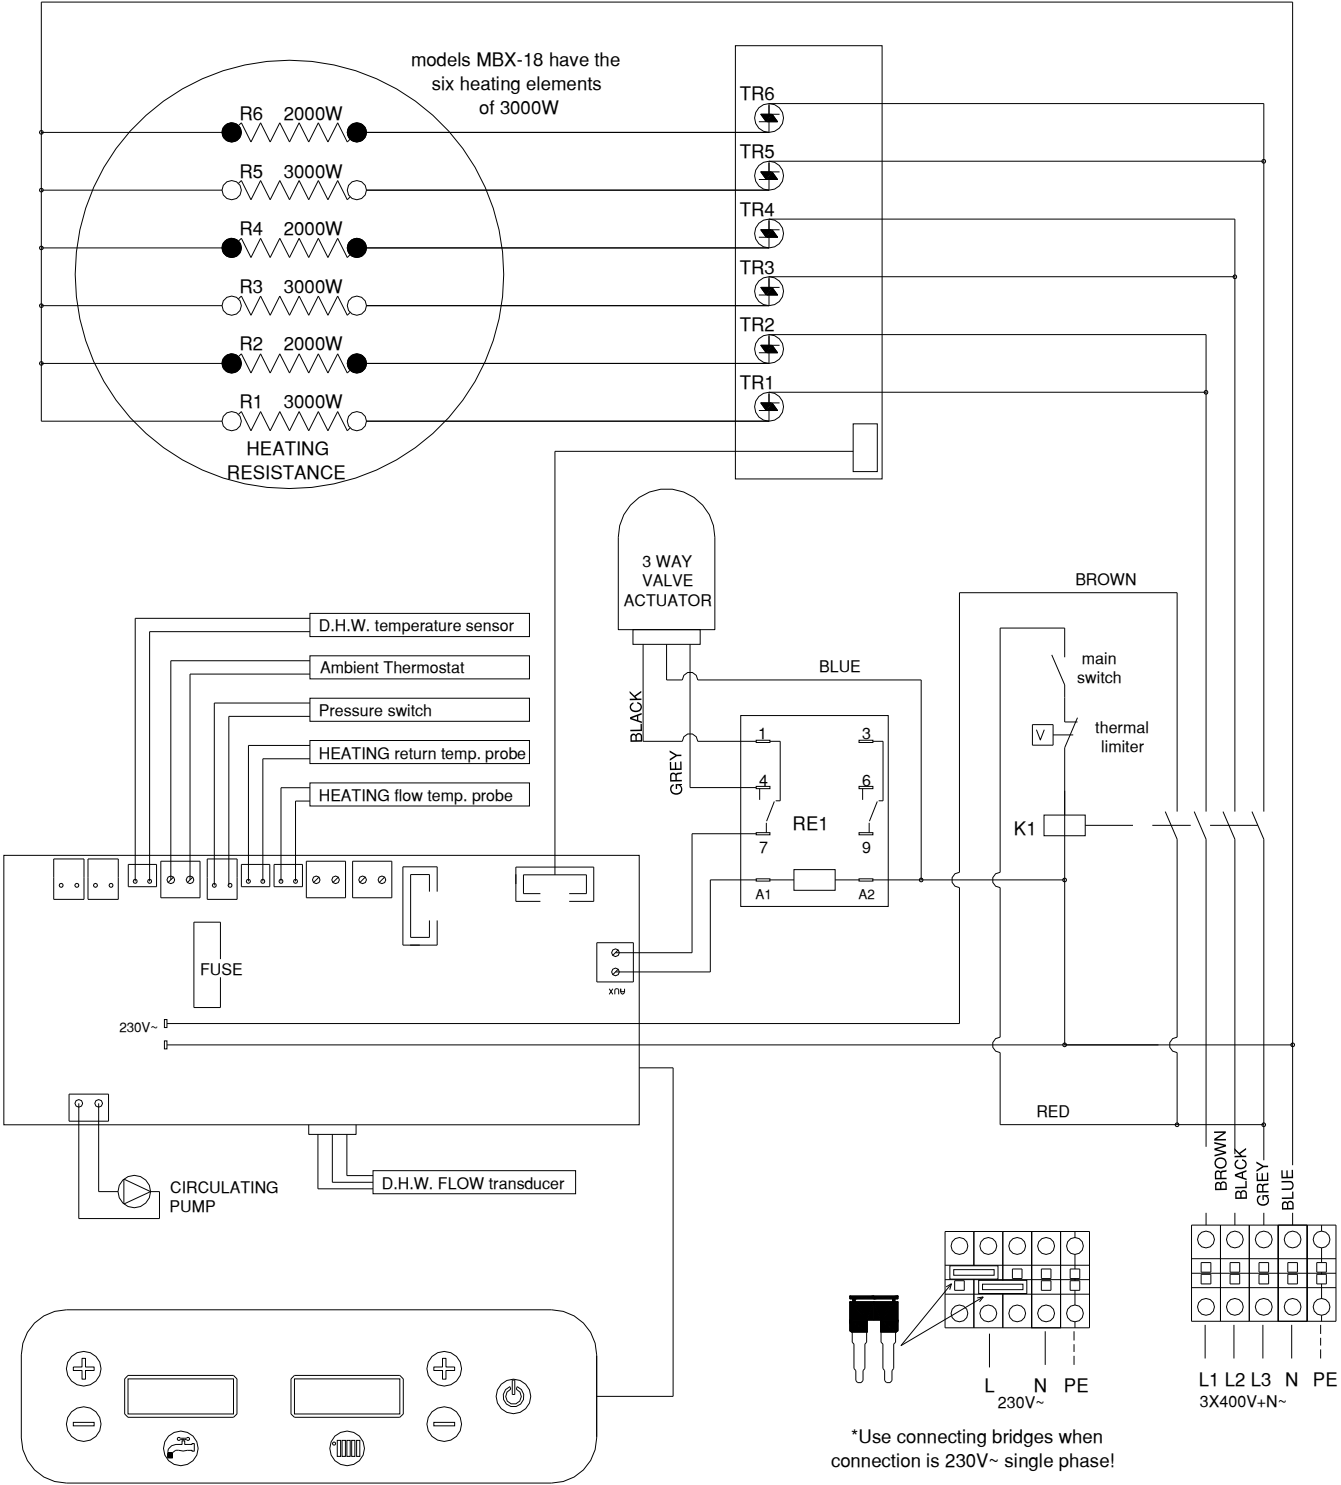 models MBX-18 have the
six heating elements
of 3000W
R6 2000W
R5 3000W
R4 2000W
R3 3000W
R2 2000W
R1 3000W
HEATING
RESISTANCE
TR6
TR5
TR4
TR3
TR2
TR1
3 WAY
VALVE
ACTUATOR
BROWN
BLUE
BLACK
GREY
main
switch
V
thermal
limiter
D.H.W. temperature sensor
Ambient Thermostat
Pressure switch
HEATING return temp. probe
HEATING flow temp. probe
1
3
4
6
RE1
7
9
A1
A2
K1
FUSE
AUX
230V~
RED
CIRCULATING
PUMP
D.H.W. FLOW transducer
BROWN
BLACK
GREY
BLUE
L N PE
230V~
L1 L2 L3 N PE
3X400V+N~
*Use connecting bridges when
connection is 230V~ single phase!